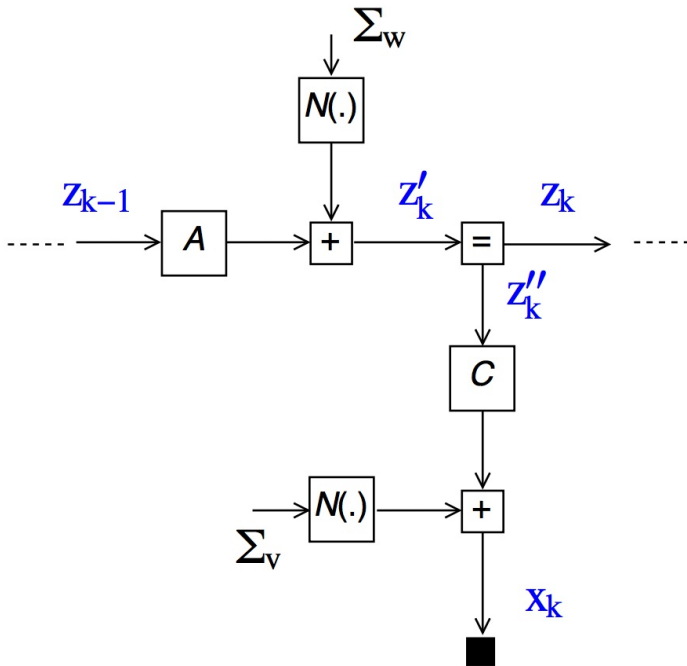 Σw
N(.)
zk−1
A
+
z′k
=
zk
z′′k
C
N(.)
+
Σv
xk